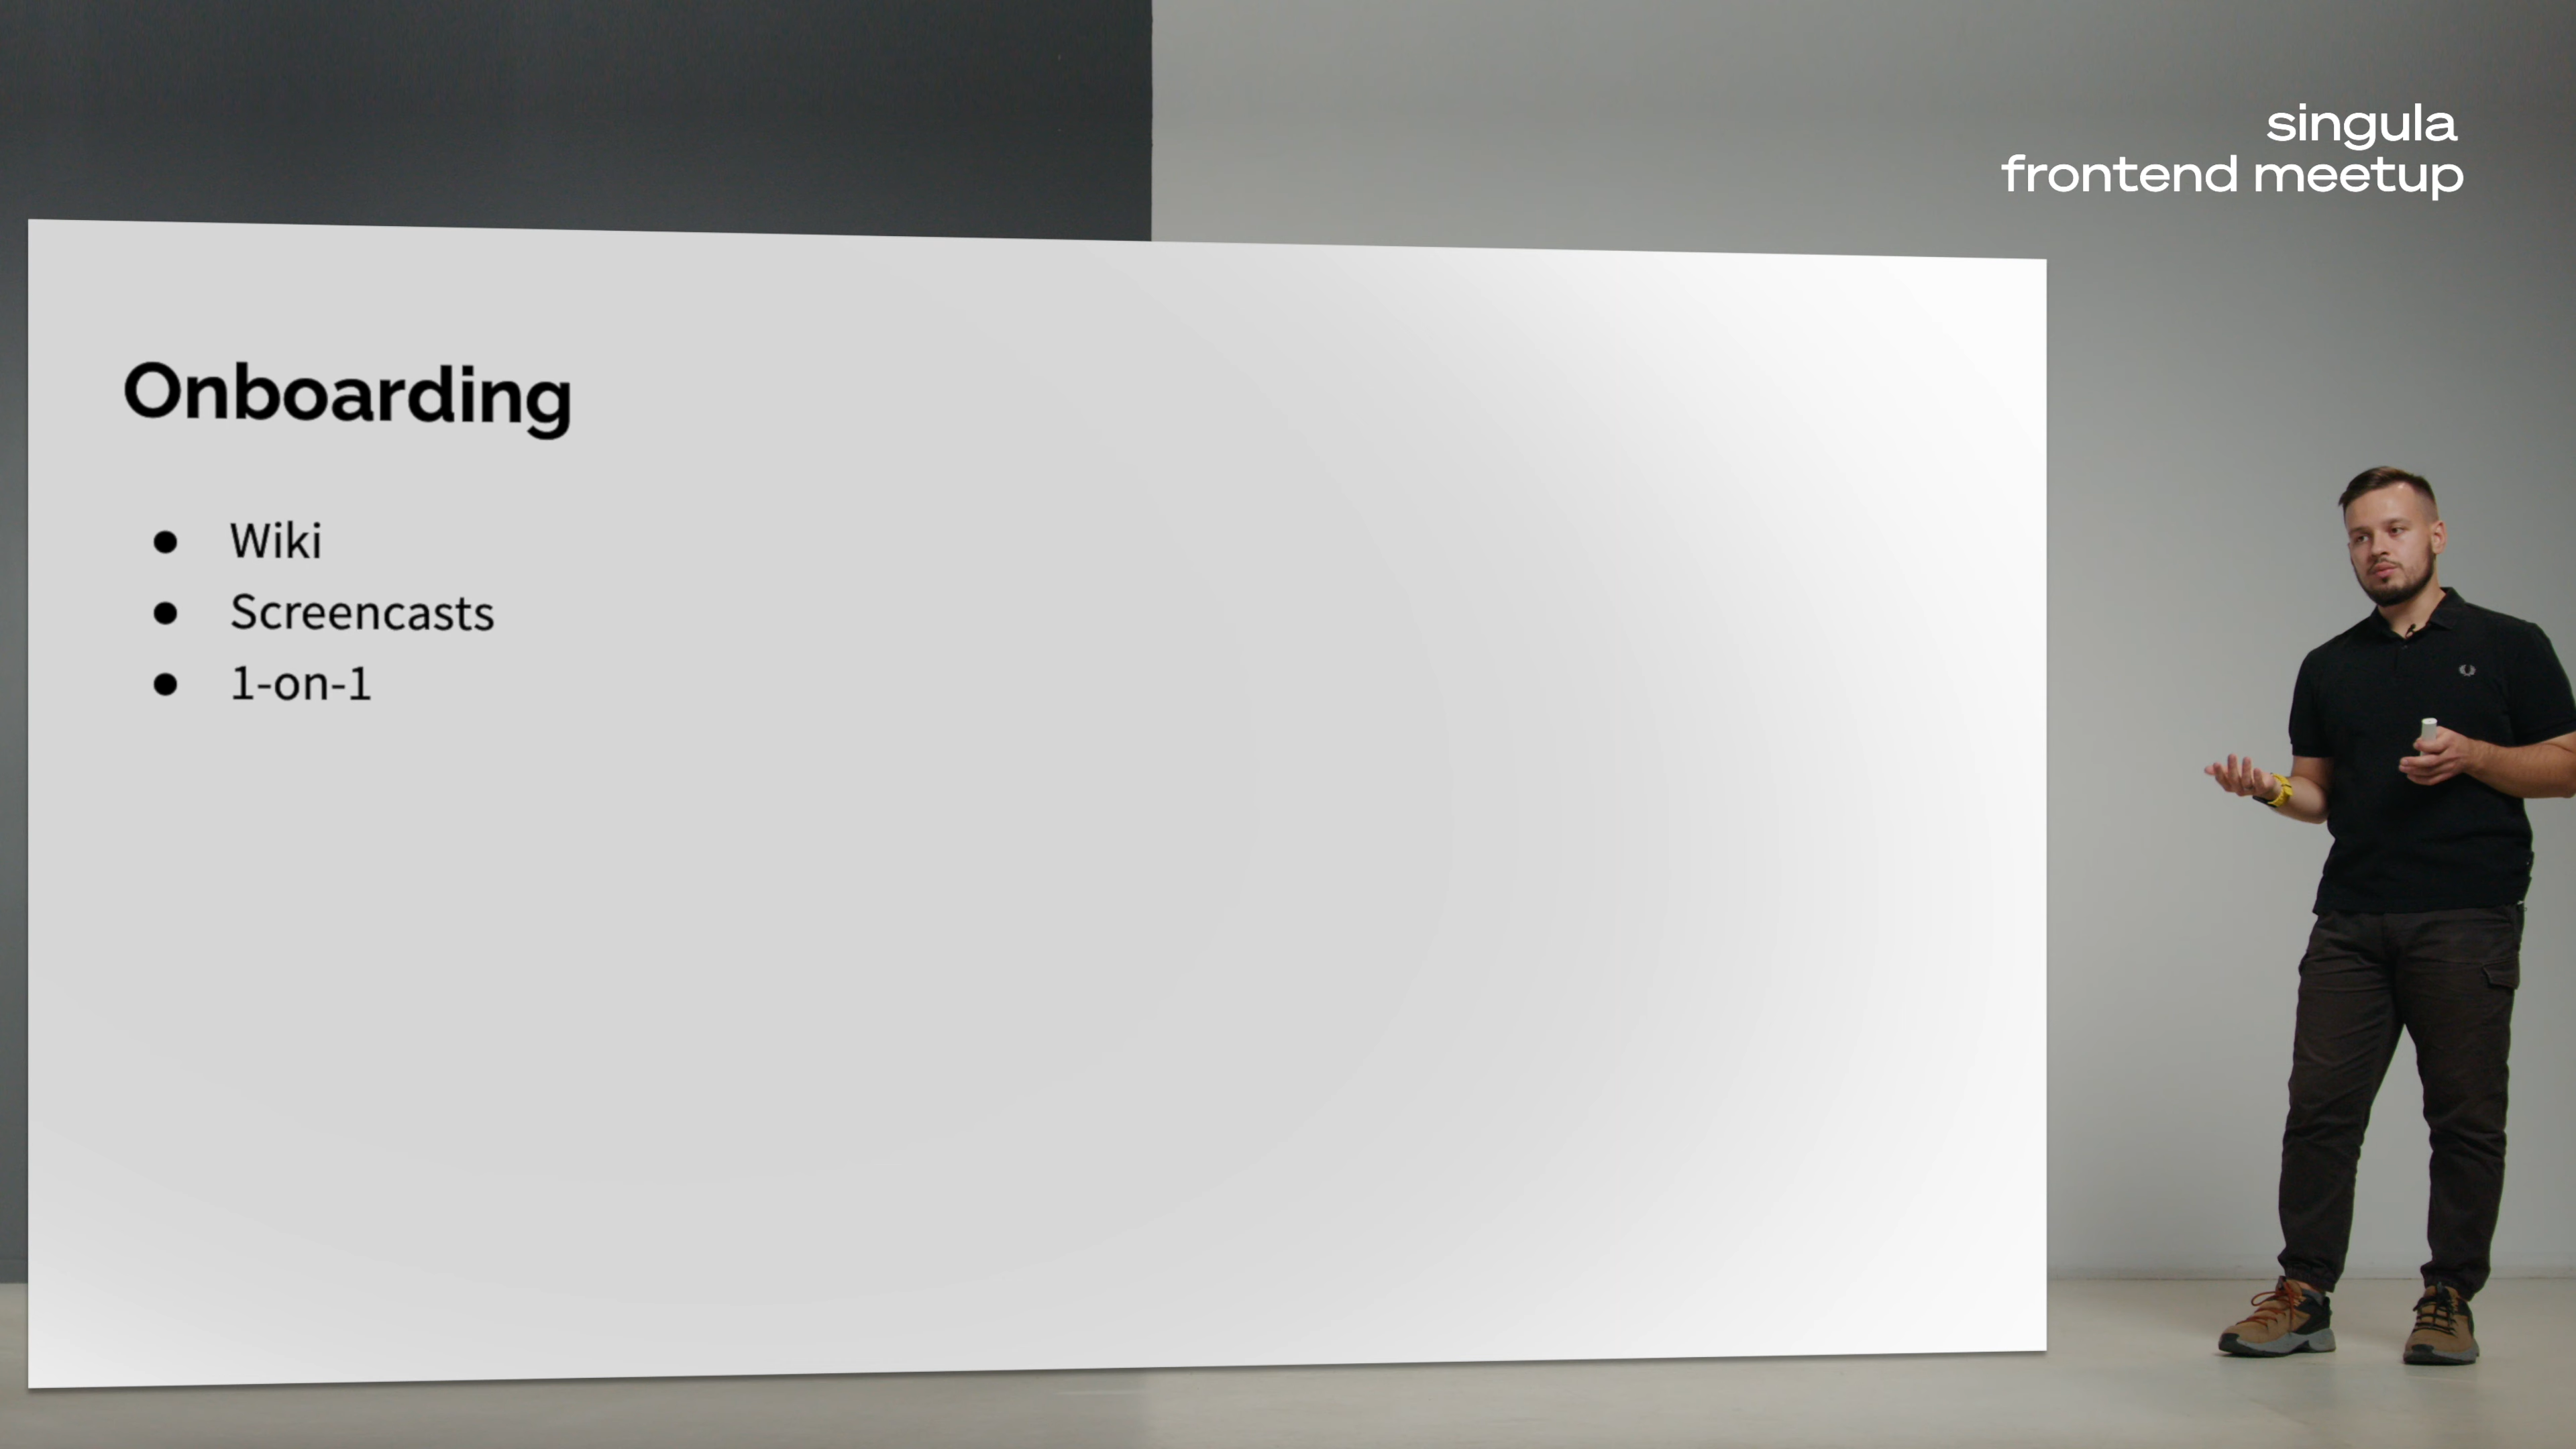 singula
frontend meetup
Onboarding
● Wiki
● Screencasts
● 1-on-1